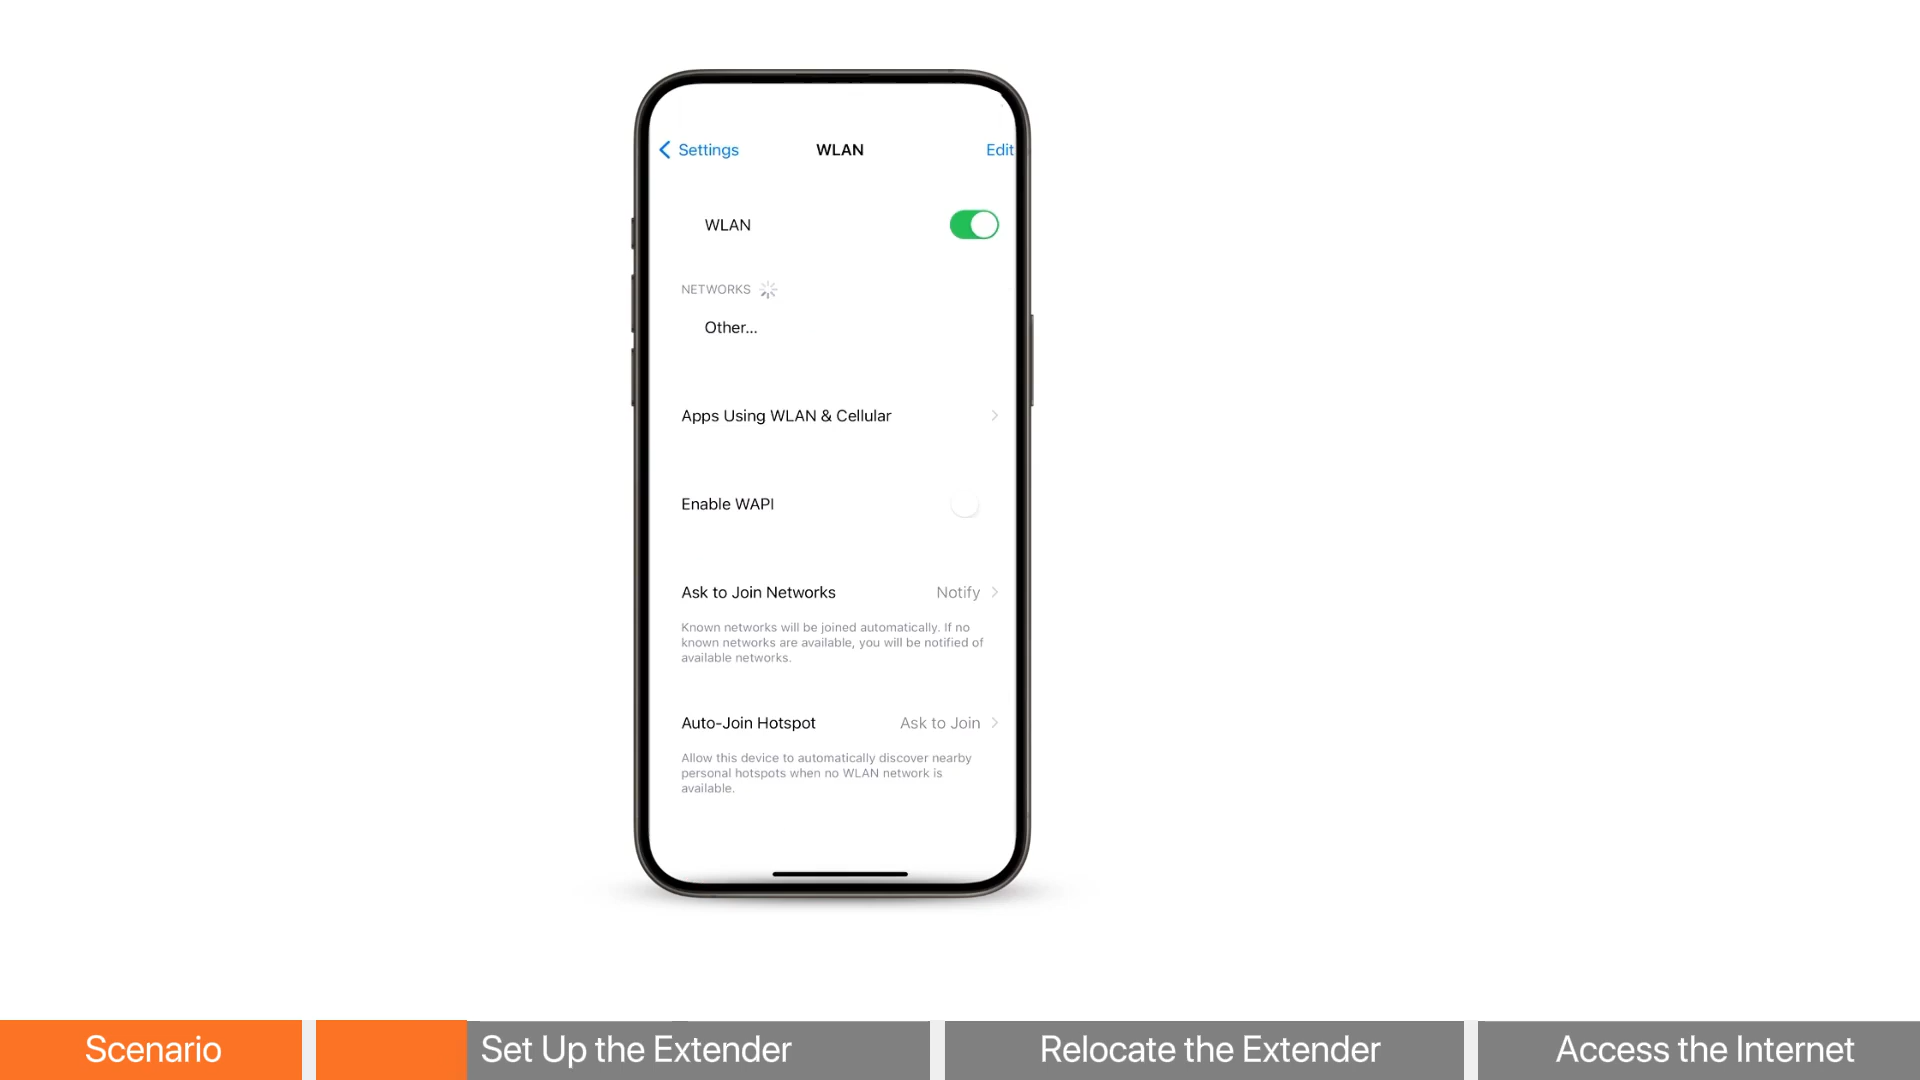 Settings
WLAN
Edit
WLAN
NETWORKS
Other...
Apps Using WLAN & Cellular
Enable WAPI
Ask to Join Networks
Notify
Known networks will be joined automatically. If no
known networks are available, you will be notified of
available networks.
Auto-Join Hotspot
Ask to Join
Allow this device to automatically discover nearby
personal hotspots when no WLAN network is
available.
Scenario
Set Up the Extender
Relocate the Extender
Access the Internet